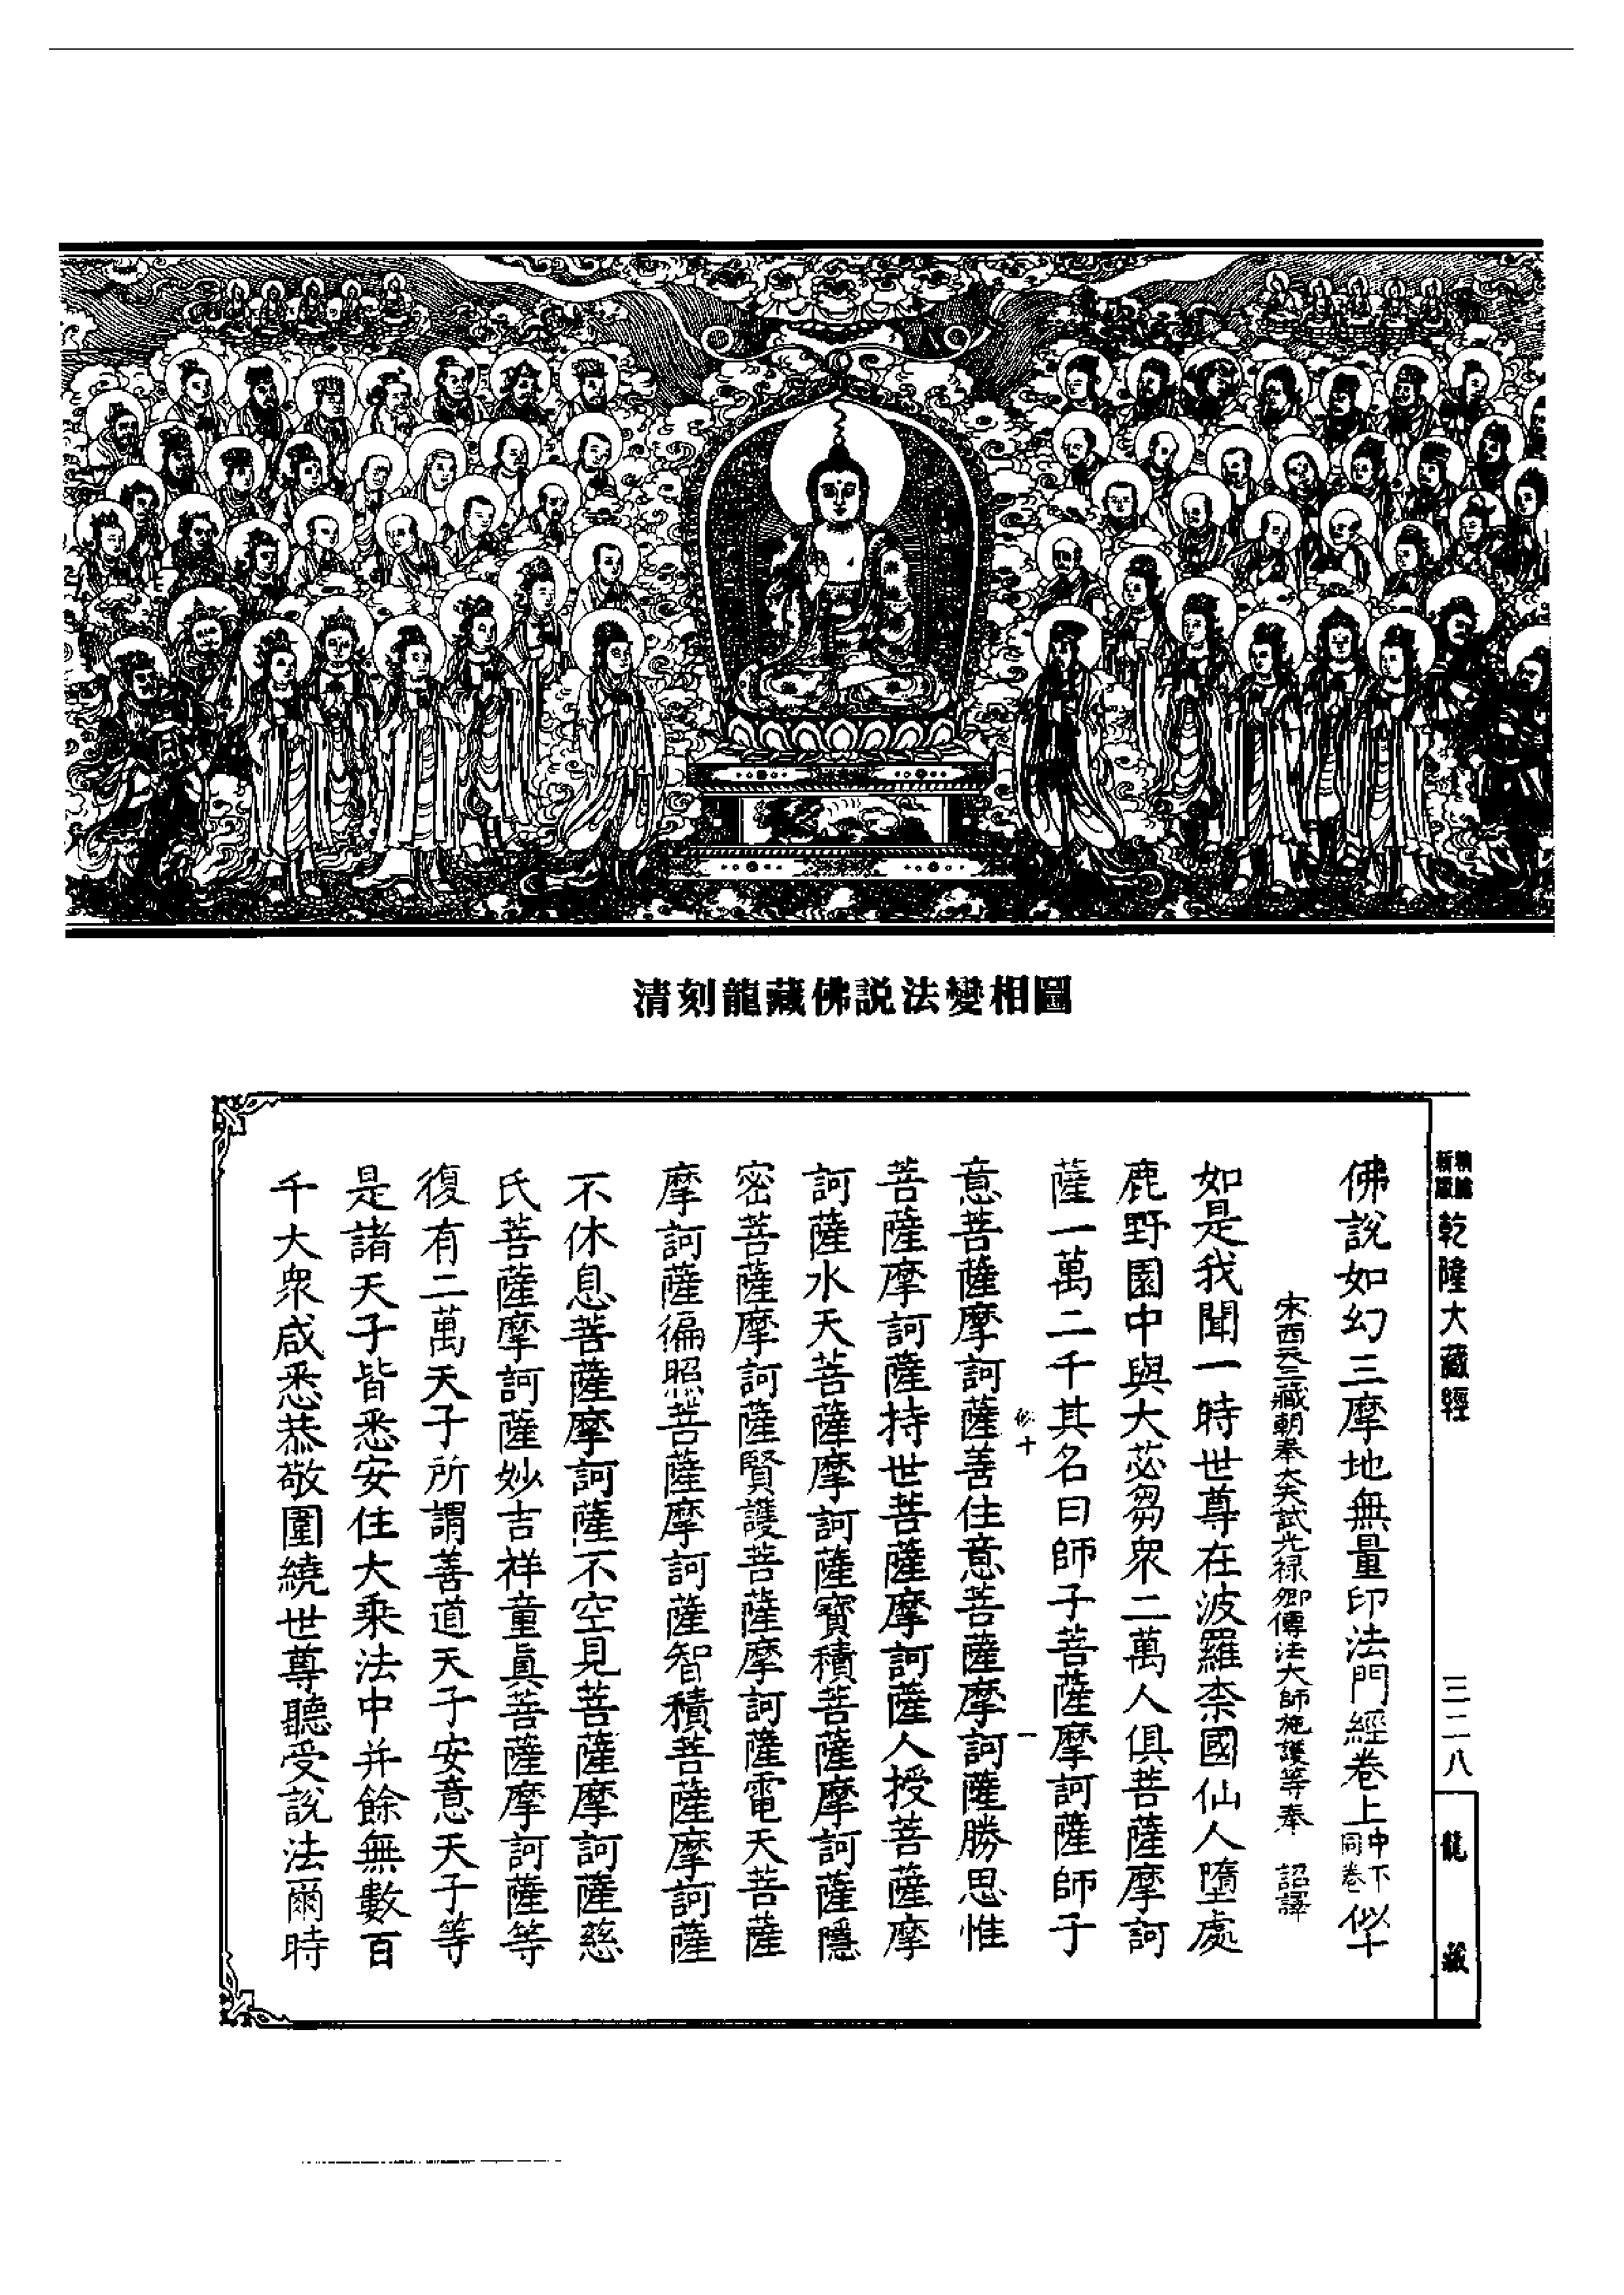 清刻龍藏佛說法變相圖
乾隆大藏經
三二八
龍藏
佛說如幻三摩地無量印法門經卷上中下同卷 似十
宋西天三藏朝奉大夫試光祿卿傳法大師施護等奉 詔譯
如是我聞一時世尊在波羅柰國仙人墮處
鹿野園中與大苾芻眾二萬人俱菩薩摩訶
薩一萬二千其名曰師子菩薩摩訶薩師子
似十 一
意菩薩摩訶薩善住意菩薩摩訶薩勝思惟
菩薩摩訶薩持世菩薩摩訶薩人授菩薩摩
訶薩水天菩薩摩訶薩寶積菩薩摩訶薩隱
密菩薩摩訶薩賢護菩薩摩訶薩電天菩薩
摩訶薩徧照菩薩摩訶薩智積菩薩摩訶薩
不休息菩薩摩訶薩不空見菩薩摩訶薩慈
氏菩薩摩訶薩妙吉祥童真菩薩摩訶薩等
復有二萬天子所謂善道天子安意天子等
是諸天子皆悉安住大乘法中并餘無數百
千大眾咸悉恭敬圍繞世尊聽受說法爾時